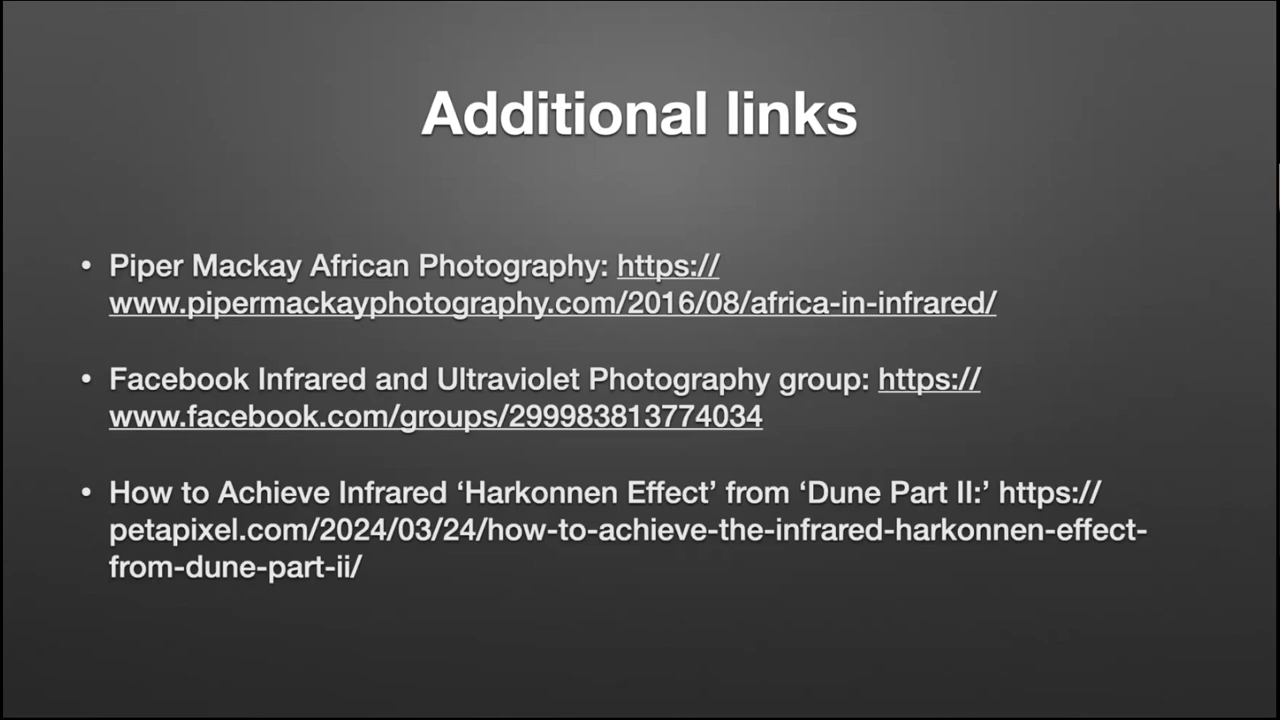 Additional links
• Piper Mackay African Photography: https://
www.pipermackayphotography.com/2016/08/africa-in-infrared/
• Facebook Infrared and Ultraviolet Photography group: https://
www.facebook.com/groups/299983813774034
• How to Achieve Infrared ‘Harkonnen Effect’ from ‘Dune Part II:’ https://
petapixel.com/2024/03/24/how-to-achieve-the-infrared-harkonnen-effect-
from-dune-part-ii/